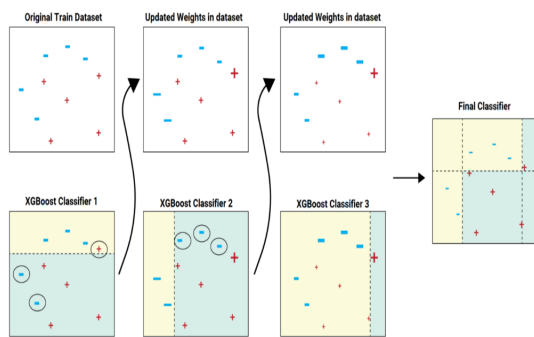 Original Train Dataset
Updated Weights in dataset
Updated Weights in dataset
Final Classifier
XGBoost Classifier 1
XGBoost Classifier 2
XGBoost Classifier 3